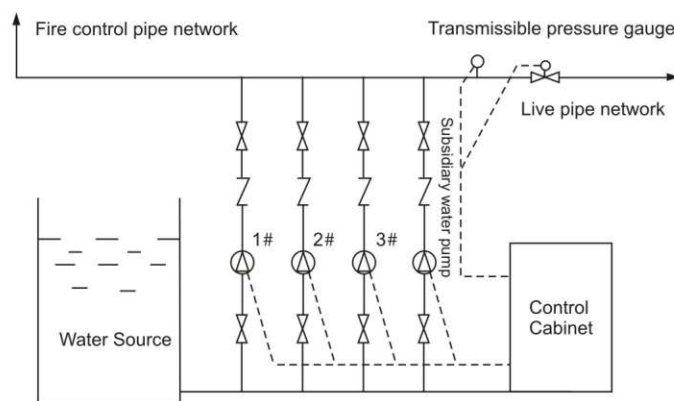 Fire control pipe network
Transmissible pressure gauge
Live pipe network
Subsidiary water pump
1#
2#
3#
Water Source
Control
Cabinet